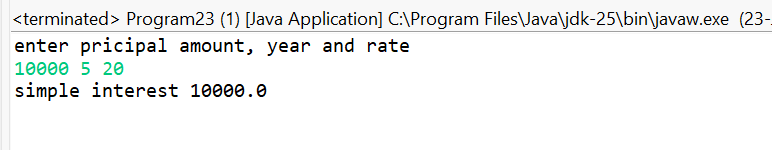 <terminated> Program23 (1) [Java Application] C:\Program Files\Java\jdk-25\bin\javaw.exe (23-
enter pricipal amount, year and rate
10000 5 20
simple interest 10000.0